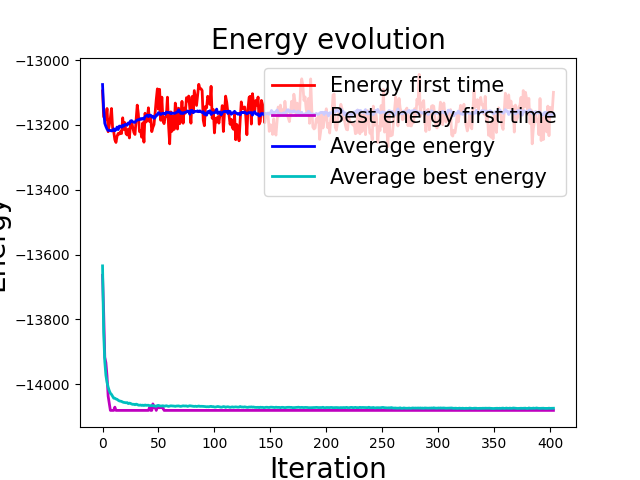 Energy evolution
Energy
−13000
−13200
−13400
−13600
−13800
−14000
Energy first time
Best energy first time
Average energy
Average best energy
0
50
100
150
200
250
300
350
400
Iteration